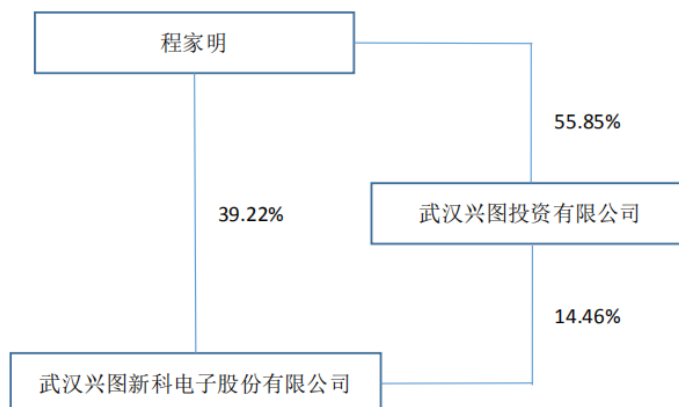 程家明
55.85%
39.22%
武汉兴图投资有限公司
14.46%
武汉兴图新科电子股份有限公司